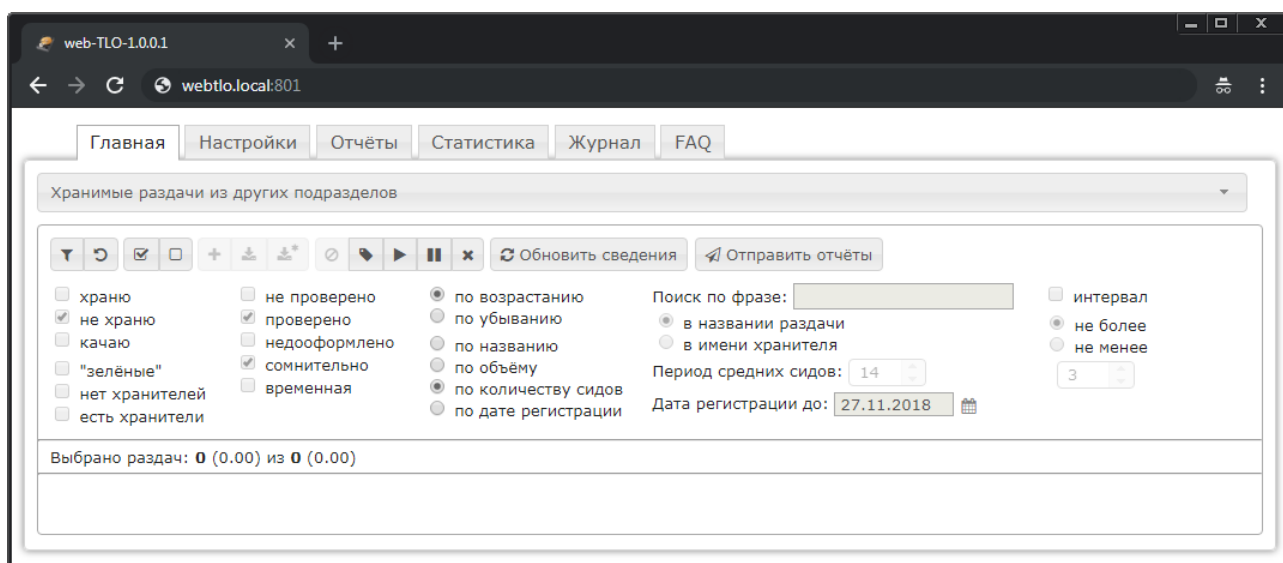 web-TLO-1.0.0.1
webtlo.local:801
Главная Настройки Отчёты Статистика Журнал FAQ
Хранимые раздачи из других подразделов
Обновить сведения Отправить отчёты
храню не проверено по возрастанию Поиск по фразе: интервал
не храню проверено по убыванию в названии раздачи не более
качаю недооформлено по названию в имени хранителя не менее
"зелёные" сомнительно по объёму Период средних сидов: 14 3
нет хранителей временная по количеству сидов
есть хранители по дате регистрации Дата регистрации до: 27.11.2018
Выбрано раздач: 0 (0.00) из 0 (0.00)